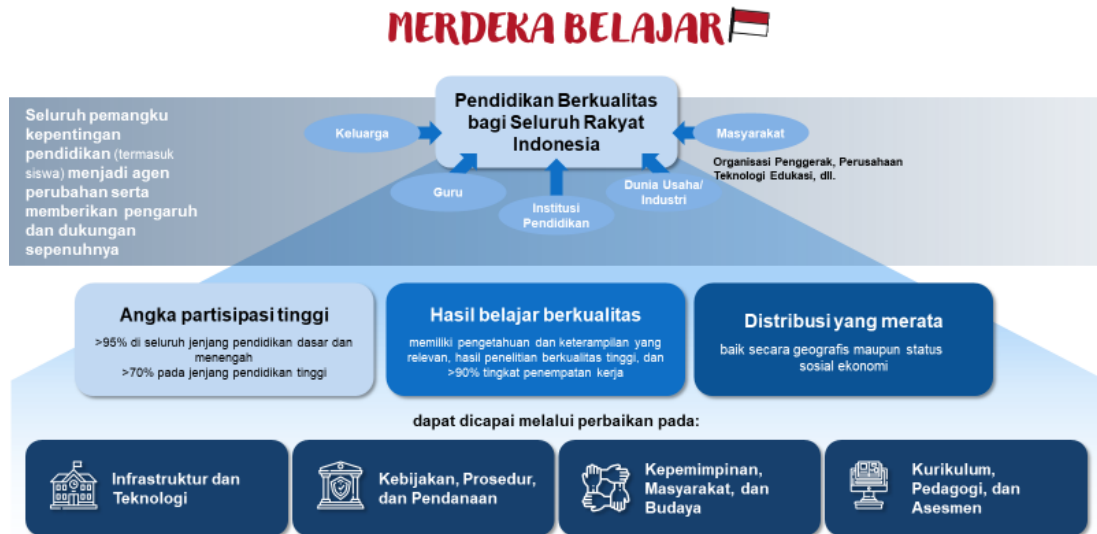 MERDEKA BELAJAR
Seluruh pemangku
kepentingan
pendidikan (termasuk
siswa) menjadi agen
perubahan serta
memberikan pengaruh
dan dukungan
sepenuhnya
Pendidikan Berkualitas
bagi Seluruh Rakyat
Indonesia
Keluarga
Guru
Institusi
Pendidikan
Dunia Usaha/
Industri
Masyarakat
Organisasi Penggerak, Perusahaan
Teknologi Edukasi, dll.
Angka partisipasi tinggi
>95% di seluruh jenjang pendidikan dasar dan
menengah
>70% pada jenjang pendidikan tinggi
Hasil belajar berkualitas
memiliki pengetahuan dan keterampilan yang
relevan, hasil penelitian berkualitas tinggi, dan
>90% tingkat penempatan kerja
Distribusi yang merata
baik secara geografis maupun status
sosial ekonomi
dapat dicapai melalui perbaikan pada:
Infrastruktur dan
Teknologi
Kebijakan, Prosedur,
dan Pendanaan
Kepemimpinan,
Masyarakat, dan
Budaya
Kurikulum,
Pedagogi, dan
Asesmen